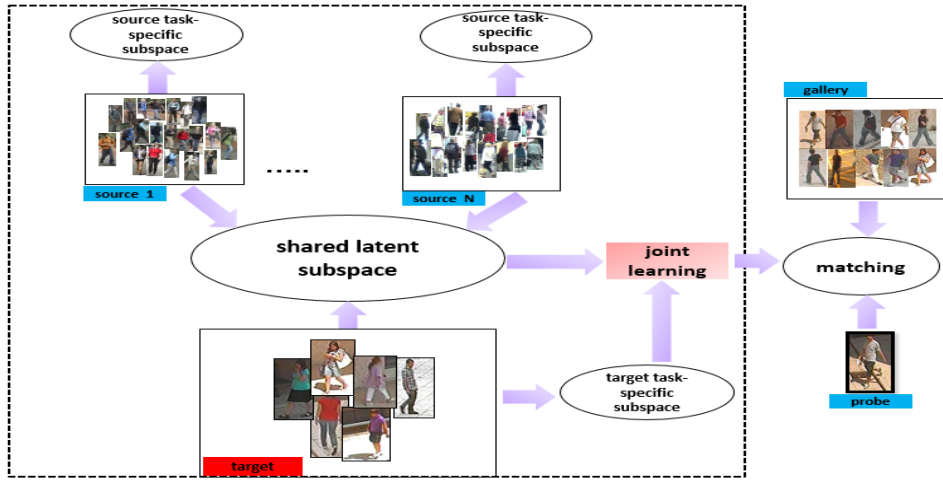 source task-
specific
subspace
source task-
specific
subspace
source 1
.....
source N
gallery
shared latent
subspace
joint
learning
matching
target task-
specific
subspace
probe
target